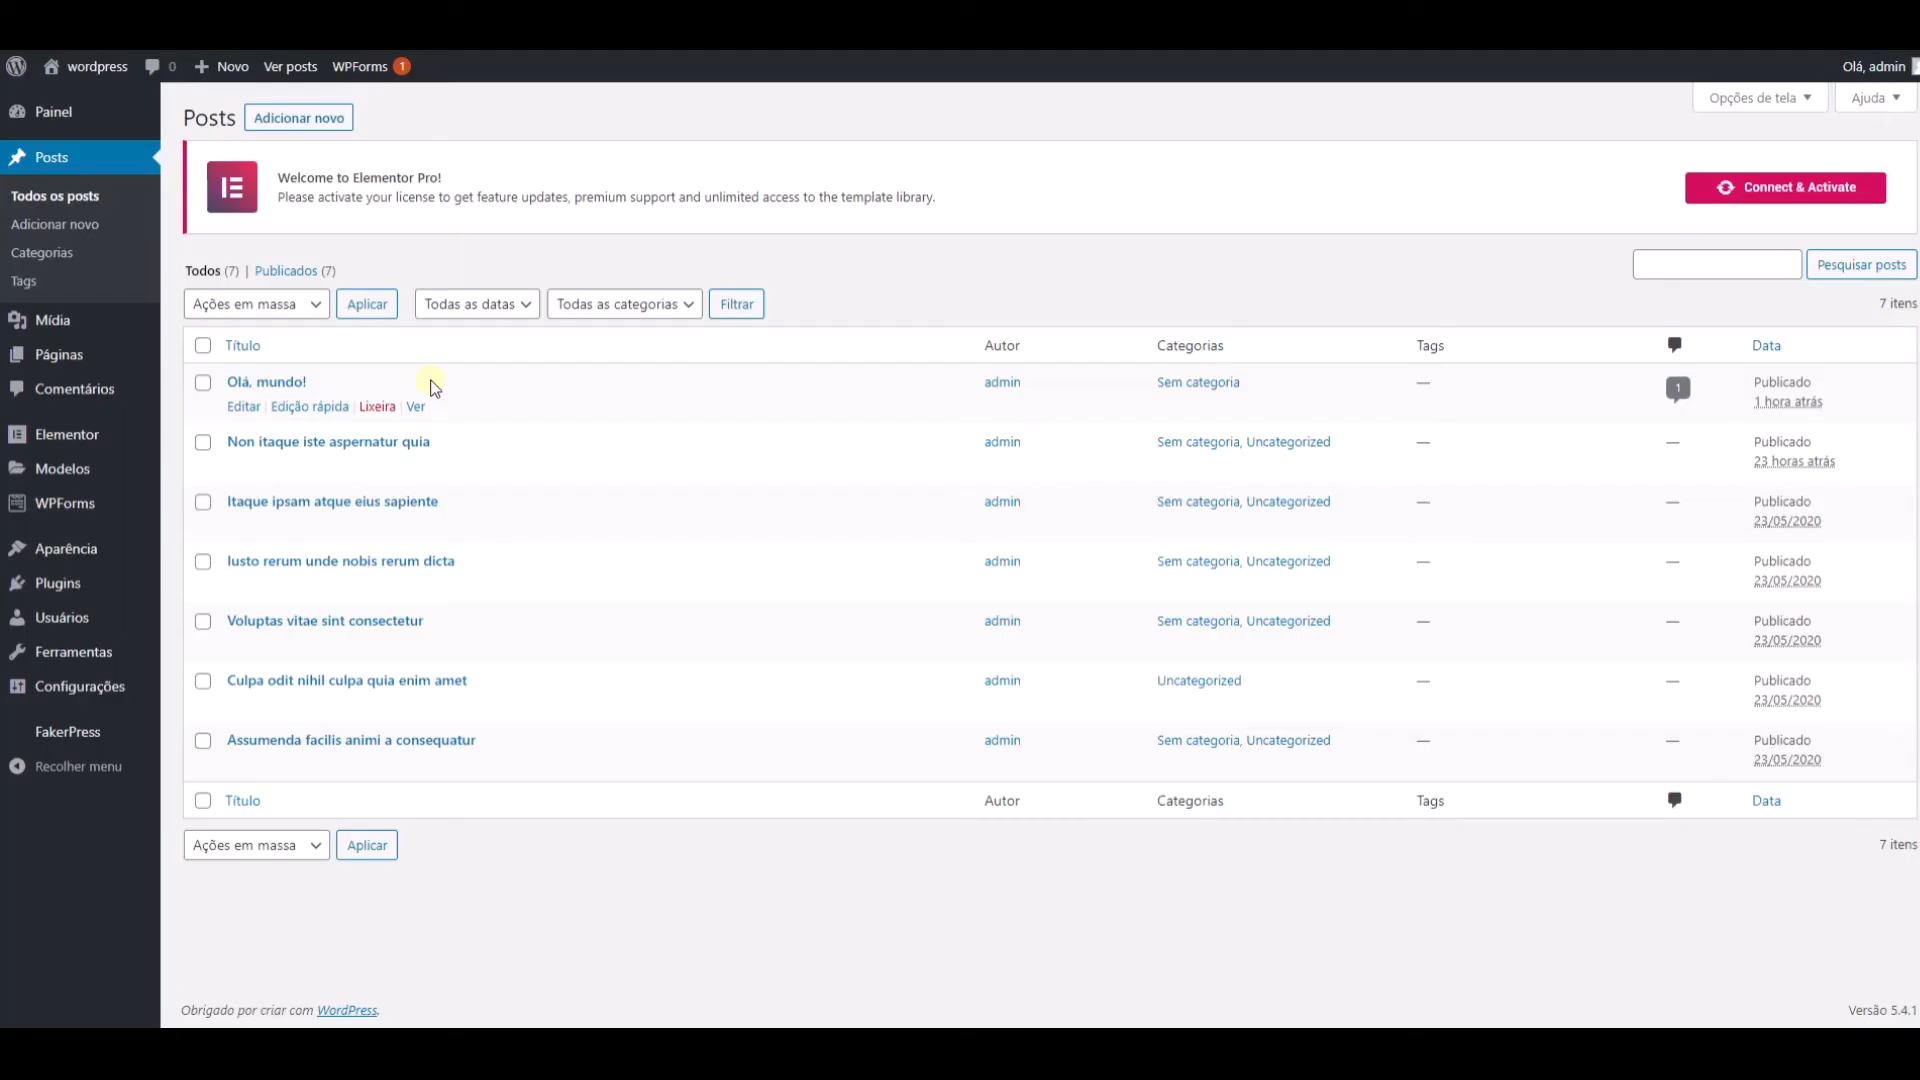 wordpress 0 Novo Ver posts WPForms 1 Olá, admin
Painel
Posts
Todos os posts
Adicionar novo
Categorias
Tags
Mídia
Páginas
Comentários
Elementor
Modelos
WPForms
Aparência
Plugins
Usuários
Ferramentas
Configurações
FakerPress
Recolher menu
Opções de tela Ajuda
Posts Adicionar novo
Welcome to Elementor Pro!
Please activate your license to get feature updates, premium support and unlimited access to the template library.
Connect & Activate
Todos (7) | Publicados (7)
Pesquisar posts
Ações em massa Aplicar Todas as datas Todas as categorias Filtrar 7 itens
Título Autor Categorias Tags Data
Olá, mundo! admin Sem categoria — 1 Publicado
1 hora atrás
Editar | Edição rápida | Lixeira | Ver
Non itaque iste aspernatur quia admin Sem categoria, Uncategorized — — Publicado
23 horas atrás
Itaque ipsam atque eius sapiente admin Sem categoria, Uncategorized — — Publicado
23/05/2020
Iusto rerum unde nobis rerum dicta admin Sem categoria, Uncategorized — — Publicado
23/05/2020
Voluptas vitae sint consectetur admin Sem categoria, Uncategorized — — Publicado
23/05/2020
Culpa odit nihil culpa quia enim amet admin Uncategorized — — Publicado
23/05/2020
Assumenda facilis animi a consequatur admin Sem categoria, Uncategorized — — Publicado
23/05/2020
Título Autor Categorias Tags Data
Ações em massa Aplicar 7 itens
Obrigado por criar com WordPress. Versão 5.4.1